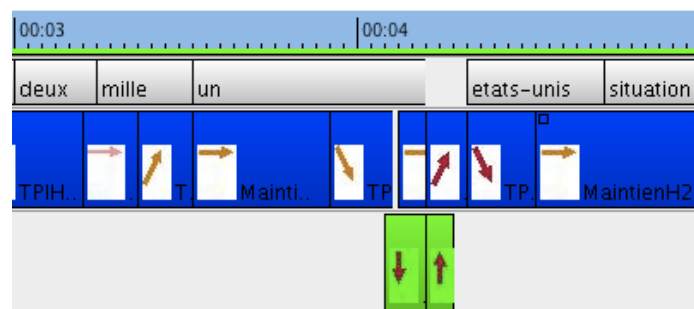 00:03 00:04
deux mille un etats-unis situation
TPIH.. . T. Mainti.. TP . TP. MaintienH2
.